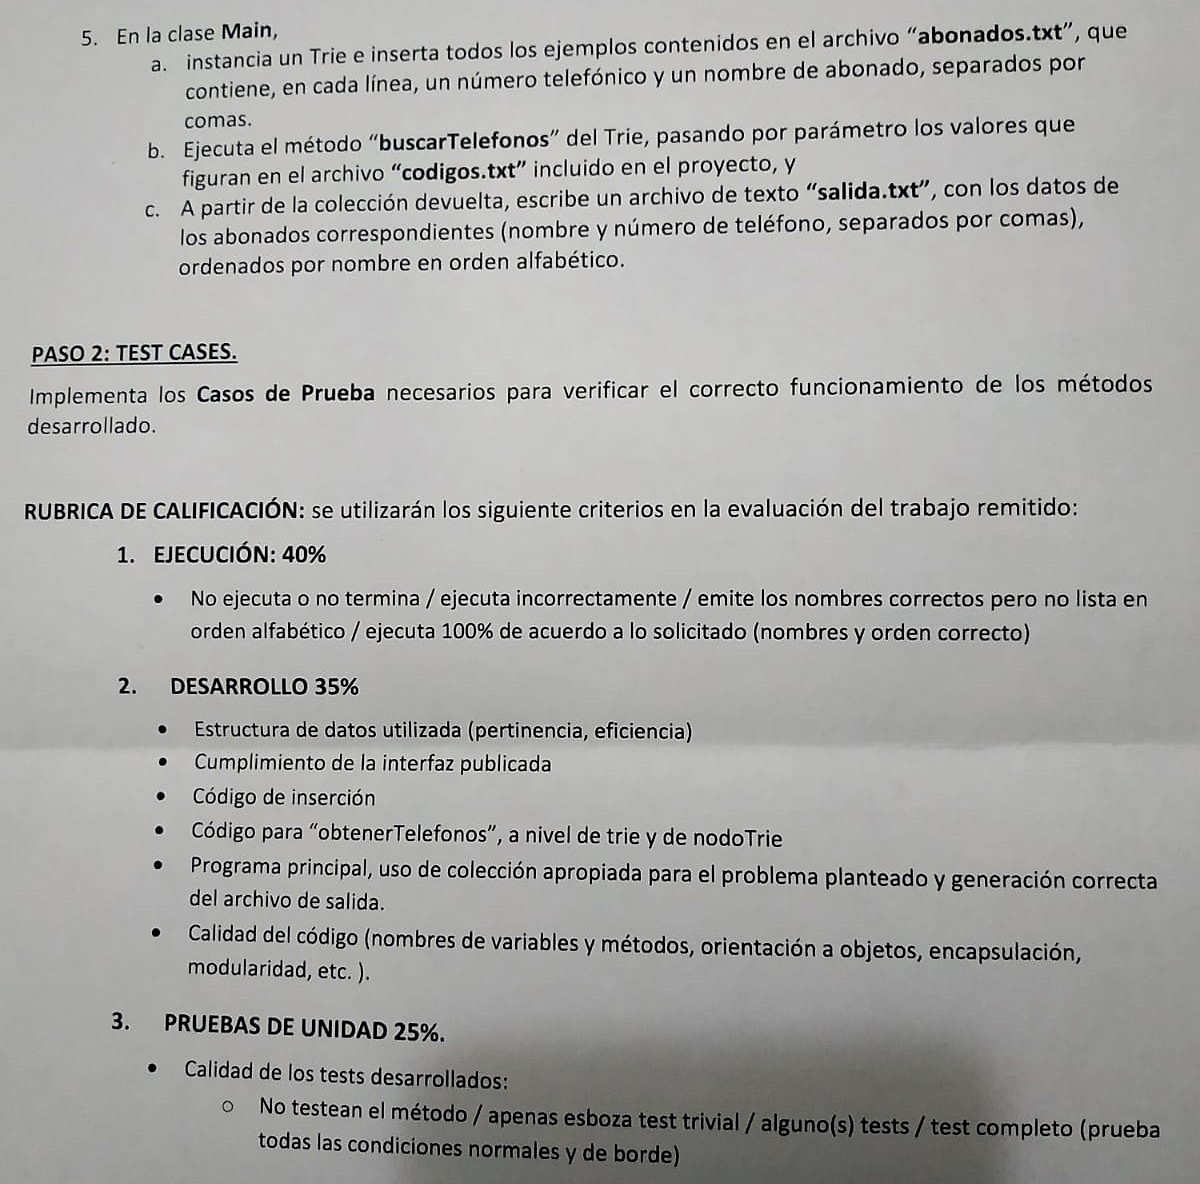 5. En la clase Main,
a. instancia un Trie e inserta todos los ejemplos contenidos en el archivo “abonados.txt”, que
contiene, en cada línea, un número telefónico y un nombre de abonado, separados por
comas.
b. Ejecuta el método “buscarTelefonos” del Trie, pasando por parámetro los valores que
figuran en el archivo “codigos.txt” incluido en el proyecto, y
c. A partir de la colección devuelta, escribe un archivo de texto “salida.txt”, con los datos de
los abonados correspondientes (nombre y número de teléfono, separados por comas),
ordenados por nombre en orden alfabético.
PASO 2: TEST CASES.
Implementa los Casos de Prueba necesarios para verificar el correcto funcionamiento de los métodos
desarrollado.
RUBRICA DE CALIFICACIÓN: se utilizarán los siguiente criterios en la evaluación del trabajo remitido:
1. EJECUCIÓN: 40%
• No ejecuta o no termina / ejecuta incorrectamente / emite los nombres correctos pero no lista en
orden alfabético / ejecuta 100% de acuerdo a lo solicitado (nombres y orden correcto)
2. DESARROLLO 35%
• Estructura de datos utilizada (pertinencia, eficiencia)
• Cumplimiento de la interfaz publicada
• Código de inserción
• Código para “obtenerTelefonos”, a nivel de trie y de nodoTrie
• Programa principal, uso de colección apropiada para el problema planteado y generación correcta
del archivo de salida.
• Calidad del código (nombres de variables y métodos, orientación a objetos, encapsulación,
modularidad, etc. ).
3. PRUEBAS DE UNIDAD 25%.
• Calidad de los tests desarrollados:
○ No testean el método / apenas esboza test trivial / alguno(s) tests / test completo (prueba
todas las condiciones normales y de borde)